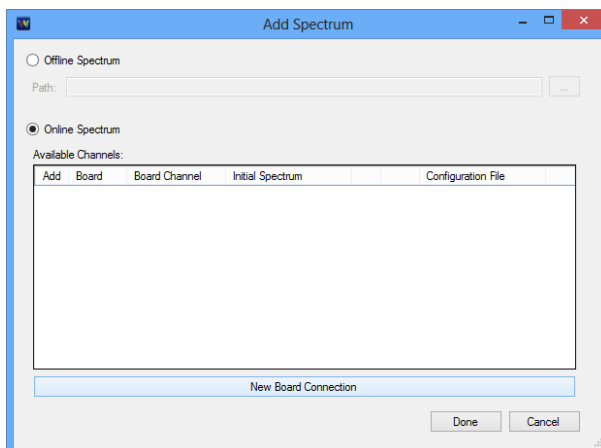 Add Spectrum
Offline Spectrum
Path:
...
Online Spectrum
Available Channels:
Add Board Board Channel Initial Spectrum Configuration File
New Board Connection
Done Cancel